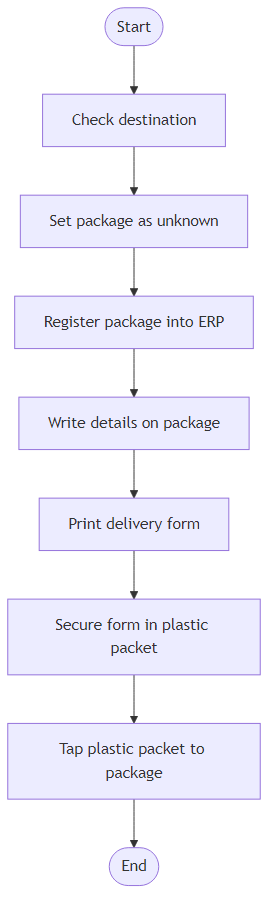 Start
Check destination
Set package as unknown
Register package into ERP
Write details on package
Print delivery form
Secure form in plastic
packet
Tap plastic packet to
package
End